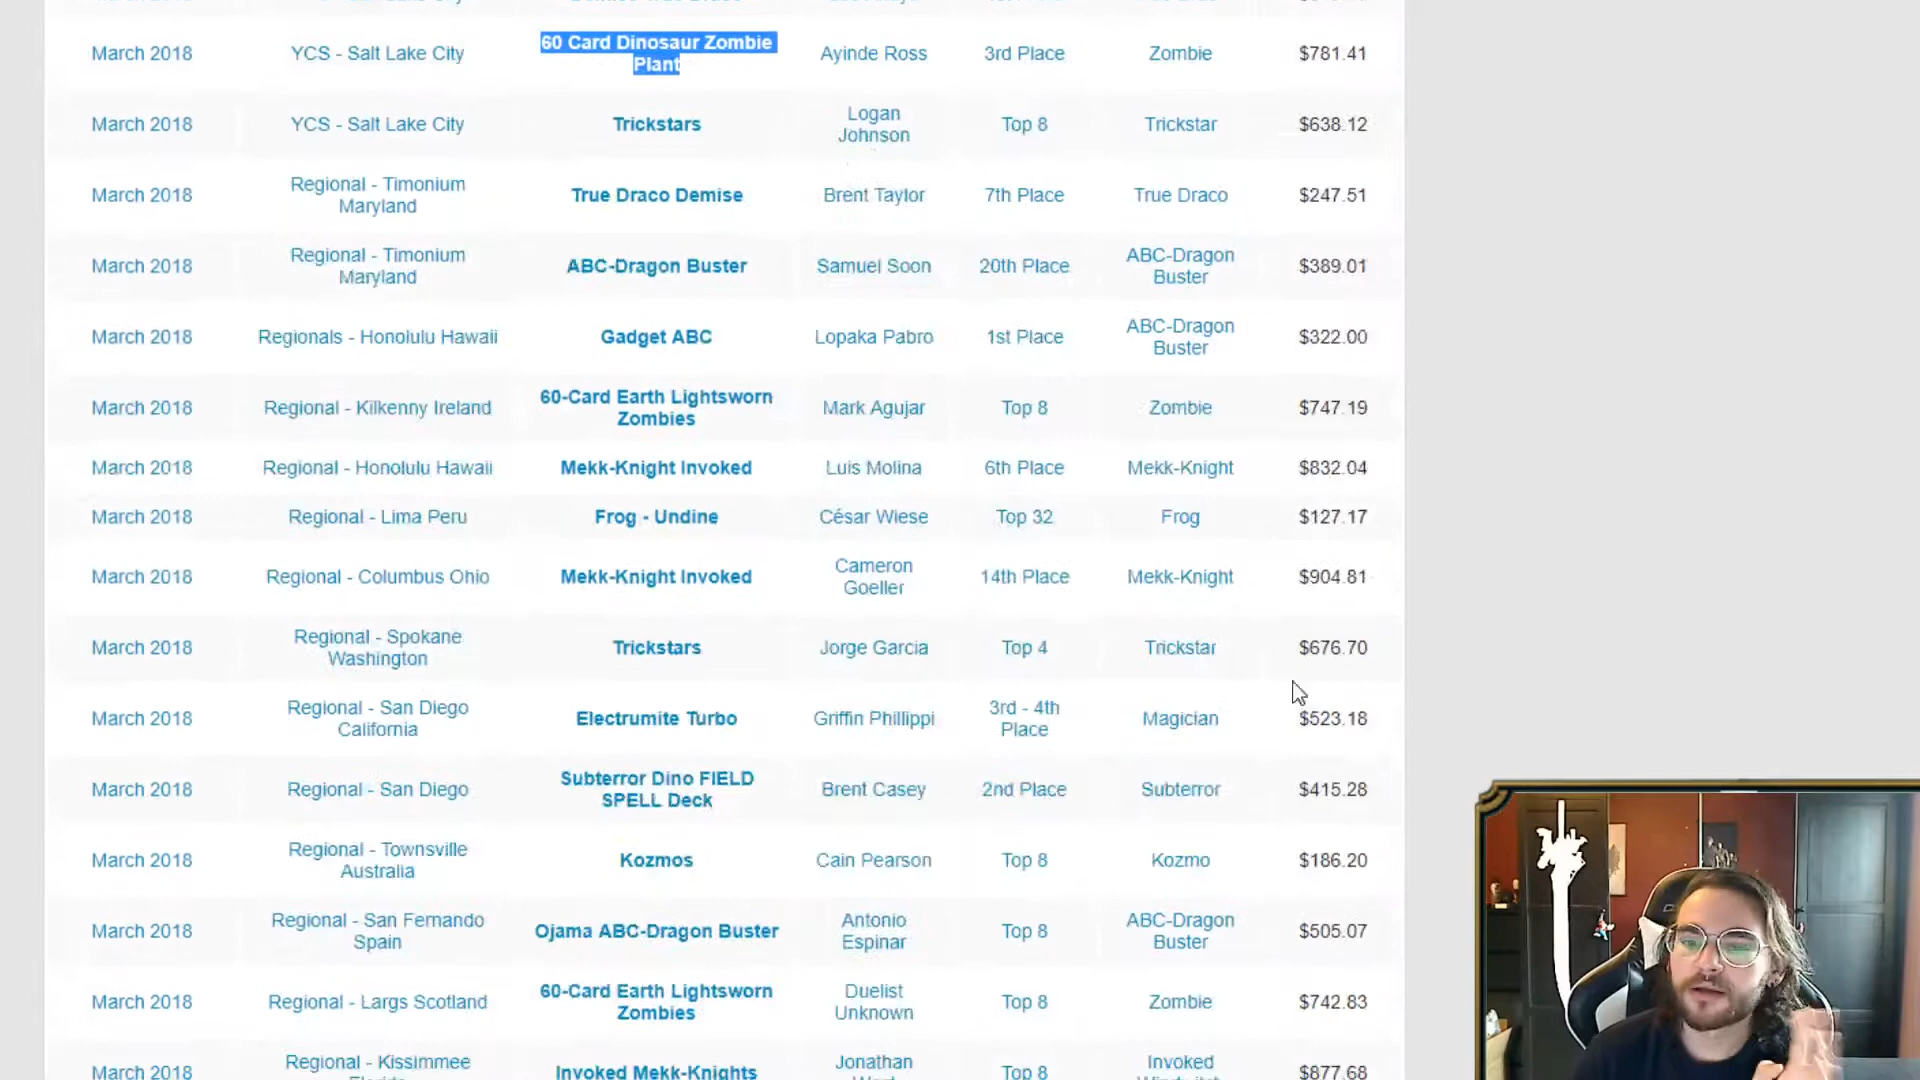 March 2018 YCS - Salt Lake City 60 Card Dinosaur Zombie Plant Ayinde Ross 3rd Place Zombie $781.41
March 2018 YCS - Salt Lake City Trickstars Logan Johnson Top 8 Trickstar $638.12
March 2018 Regional - Timonium Maryland True Draco Demise Brent Taylor 7th Place True Draco $247.51
March 2018 Regional - Timonium Maryland ABC-Dragon Buster Samuel Soon 20th Place ABC-Dragon Buster $389.01
March 2018 Regionals - Honolulu Hawaii Gadget ABC Lopaka Pabro 1st Place ABC-Dragon Buster $322.00
March 2018 Regional - Kilkenny Ireland 60-Card Earth Lightsworn Zombies Mark Agujar Top 8 Zombie $747.19
March 2018 Regional - Honolulu Hawaii Mekk-Knight Invoked Luis Molina 6th Place Mekk-Knight $832.04
March 2018 Regional - Lima Peru Frog - Undine César Wiese Top 32 Frog $127.17
March 2018 Regional - Columbus Ohio Mekk-Knight Invoked Cameron Goeller 14th Place Mekk-Knight $904.81
March 2018 Regional - Spokane Washington Trickstars Jorge Garcia Top 4 Trickstar $676.70
March 2018 Regional - San Diego California Electrumite Turbo Griffin Phillippi 3rd - 4th Place Magician $523.18
March 2018 Regional - San Diego Subterror Dino FIELD SPELL Deck Brent Casey 2nd Place Subterror $415.28
March 2018 Regional - Townsville Australia Kozmos Cain Pearson Top 8 Kozmo $186.20
March 2018 Regional - San Fernando Spain Ojama ABC-Dragon Buster Antonio Espinar Top 8 ABC-Dragon Buster $505.07
March 2018 Regional - Largs Scotland 60-Card Earth Lightsworn Zombies Duelist Unknown Top 8 Zombie $742.83
March 2018 Regional - Kissimmee Invoked Mekk-Knights Jonathan Top 8 Invoked $877.68